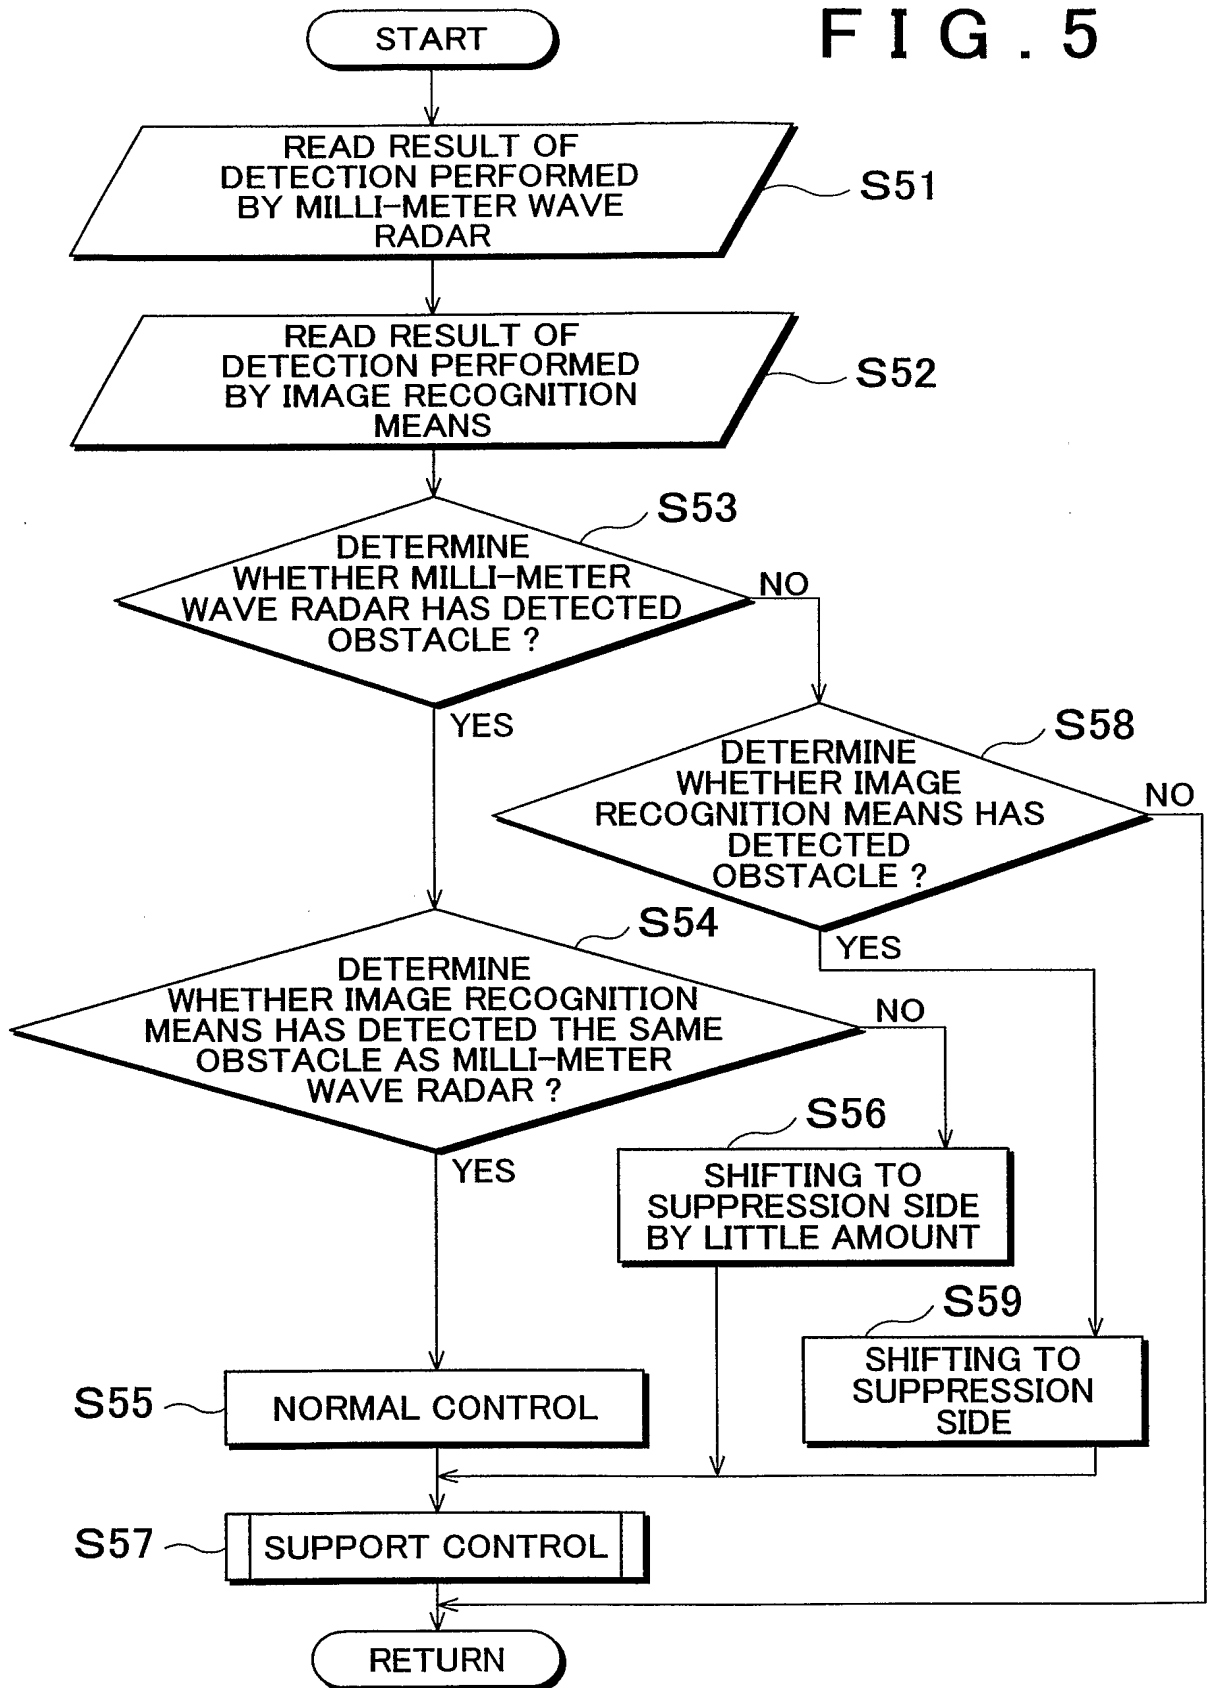 FIG. 5
START
READ RESULT OF
DETECTION PERFORMED
BY MILLI-METER WAVE
RADAR
S51
READ RESULT OF
DETECTION PERFORMED
BY IMAGE RECOGNITION
MEANS
S52
S53
DETERMINE
WHETHER MILLI-METER
WAVE RADAR HAS DETECTED
OBSTACLE ?
NO
YES
S58
DETERMINE
WHETHER IMAGE
RECOGNITION MEANS HAS
DETECTED
OBSTACLE ?
NO
YES
S54
DETERMINE
WHETHER IMAGE RECOGNITION
MEANS HAS DETECTED THE SAME
OBSTACLE AS MILLI-METER
WAVE RADAR ?
NO
YES
S56
SHIFTING TO
SUPPRESSION SIDE
BY LITTLE AMOUNT
S59
SHIFTING TO
SUPPRESSION
SIDE
S55
NORMAL CONTROL
S57
SUPPORT CONTROL
RETURN